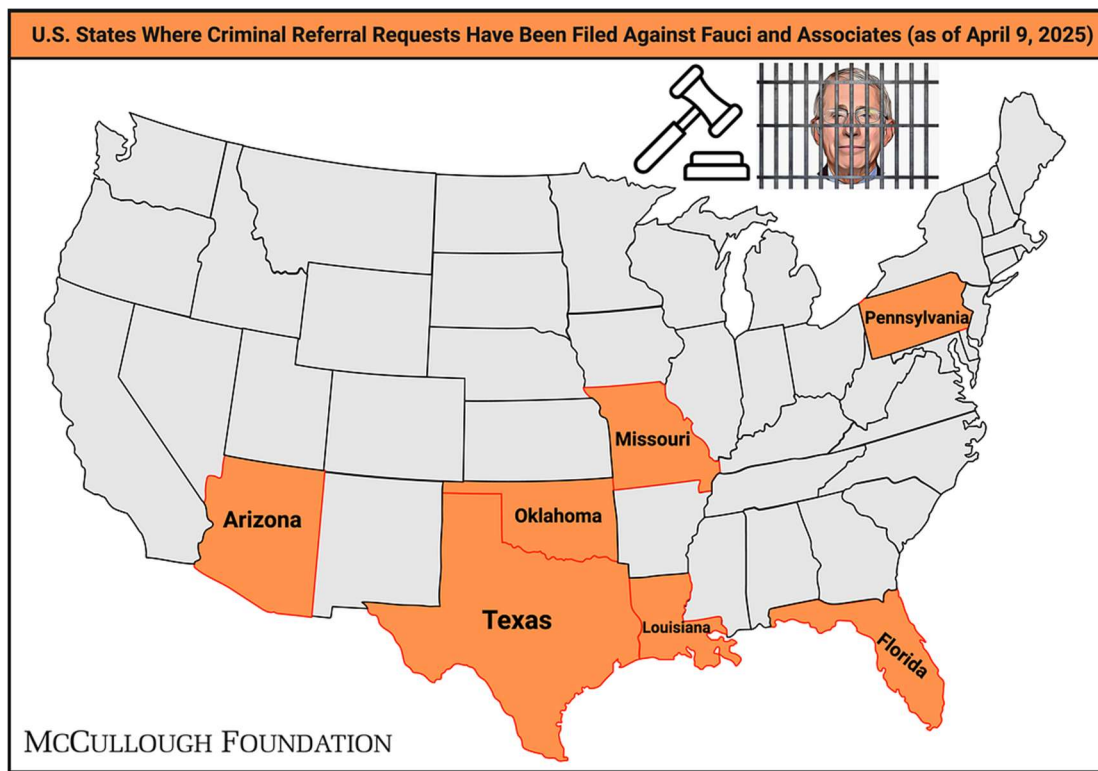 U.S. States Where Criminal Referral Requests Have Been Filed Against Fauci and Associates (as of April 9, 2025)
Pennsylvania
Missouri
Arizona
Oklahoma
Texas
Louisiana
Florida
McCullough Foundation